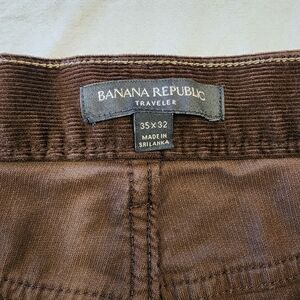 BANANA REPUBLIC
TRAVELER
35 X 32
MADE IN
SRI LANKA